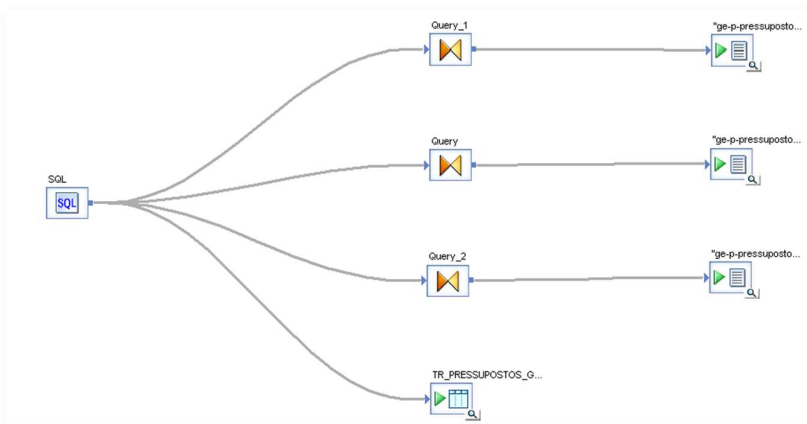 Query_1
"ge-p-pressuposto...
Query
"ge-p-pressuposto...
SQL
SQL
Query_2
"ge-p-pressuposto...
TR_PRESSUPOSTOS_G...